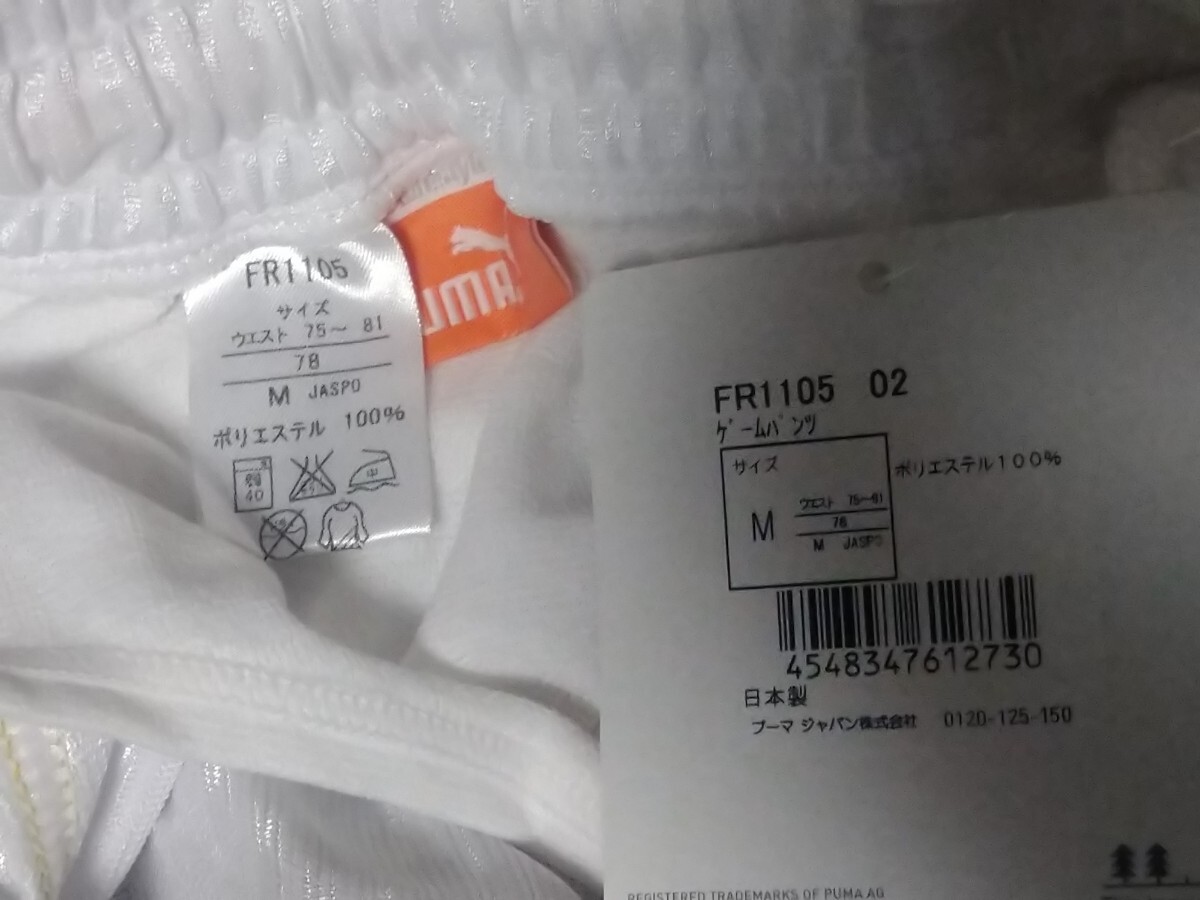 FR1105
サイズ
ウエスト 75〜 81
78
M JASPO
ポリエステル 100%
40
中
PUMA
FR1105 02
ゲームパンツ
サイズ
ポリエステル100%
M
ウエスト 75〜81
78
M JASPO
4548347612730
日本製
プーマ ジャパン株式会社 0120-125-150
REGISTERED TRADEMARKS OF PUMA AG